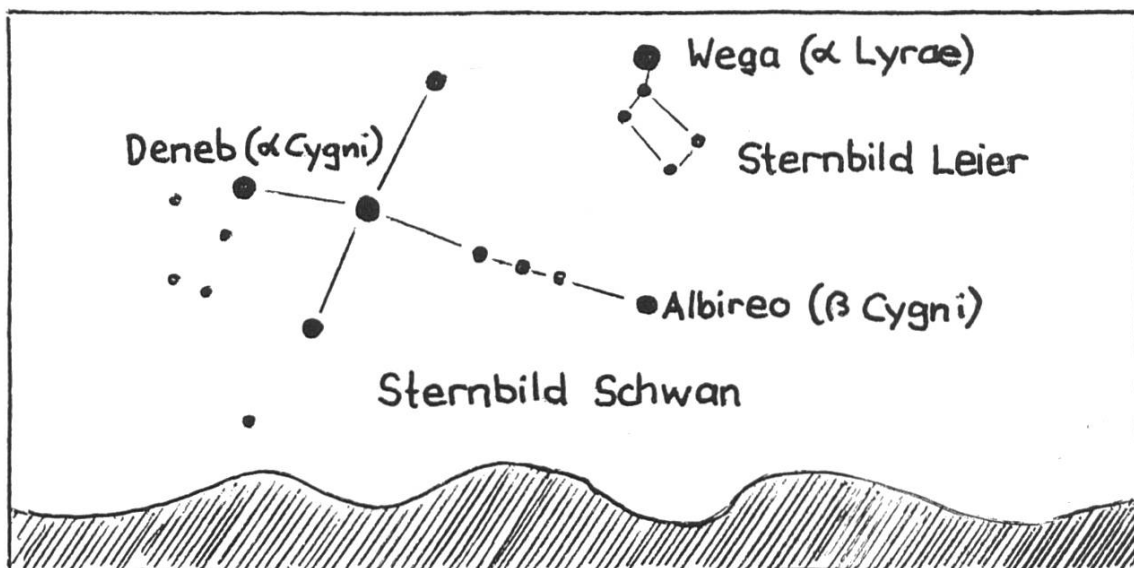 Wega (α Lyrae)
Deneb (α Cygni)
Sternbild Leier
Albireo (β Cygni)
Sternbild Schwan